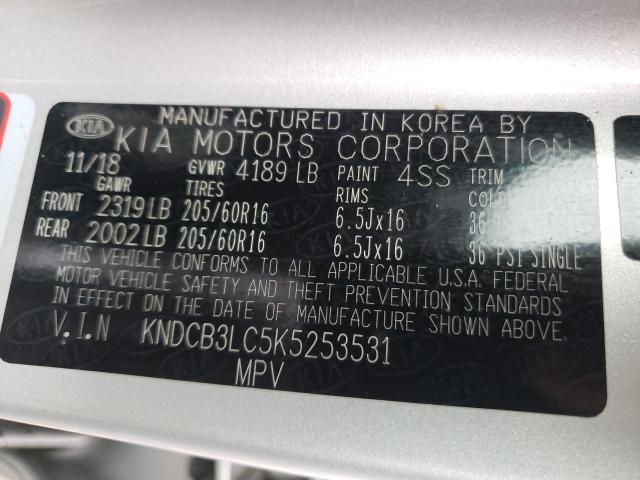 KIA MANUFACTURED IN KOREA BY
KIA MOTORS CORPORATION
11/18 GVWR 4189 LB PAINT 4SS TRIM
GAWR TIRES RIMS
FRONT 2319 LB 205/60R16 6.5Jx16
REAR 2002 LB 205/60R16 6.5Jx16 36 PSI SINGLE
THIS VEHICLE CONFORMS TO ALL APPLICABLE U.S.A. FEDERAL
MOTOR VEHICLE SAFETY AND THEFT PREVENTION STANDARDS
IN EFFECT ON THE DATE OF MANUFACTURE SHOWN ABOVE.
V.I.N KNDCB3LC5K5253531
MPV